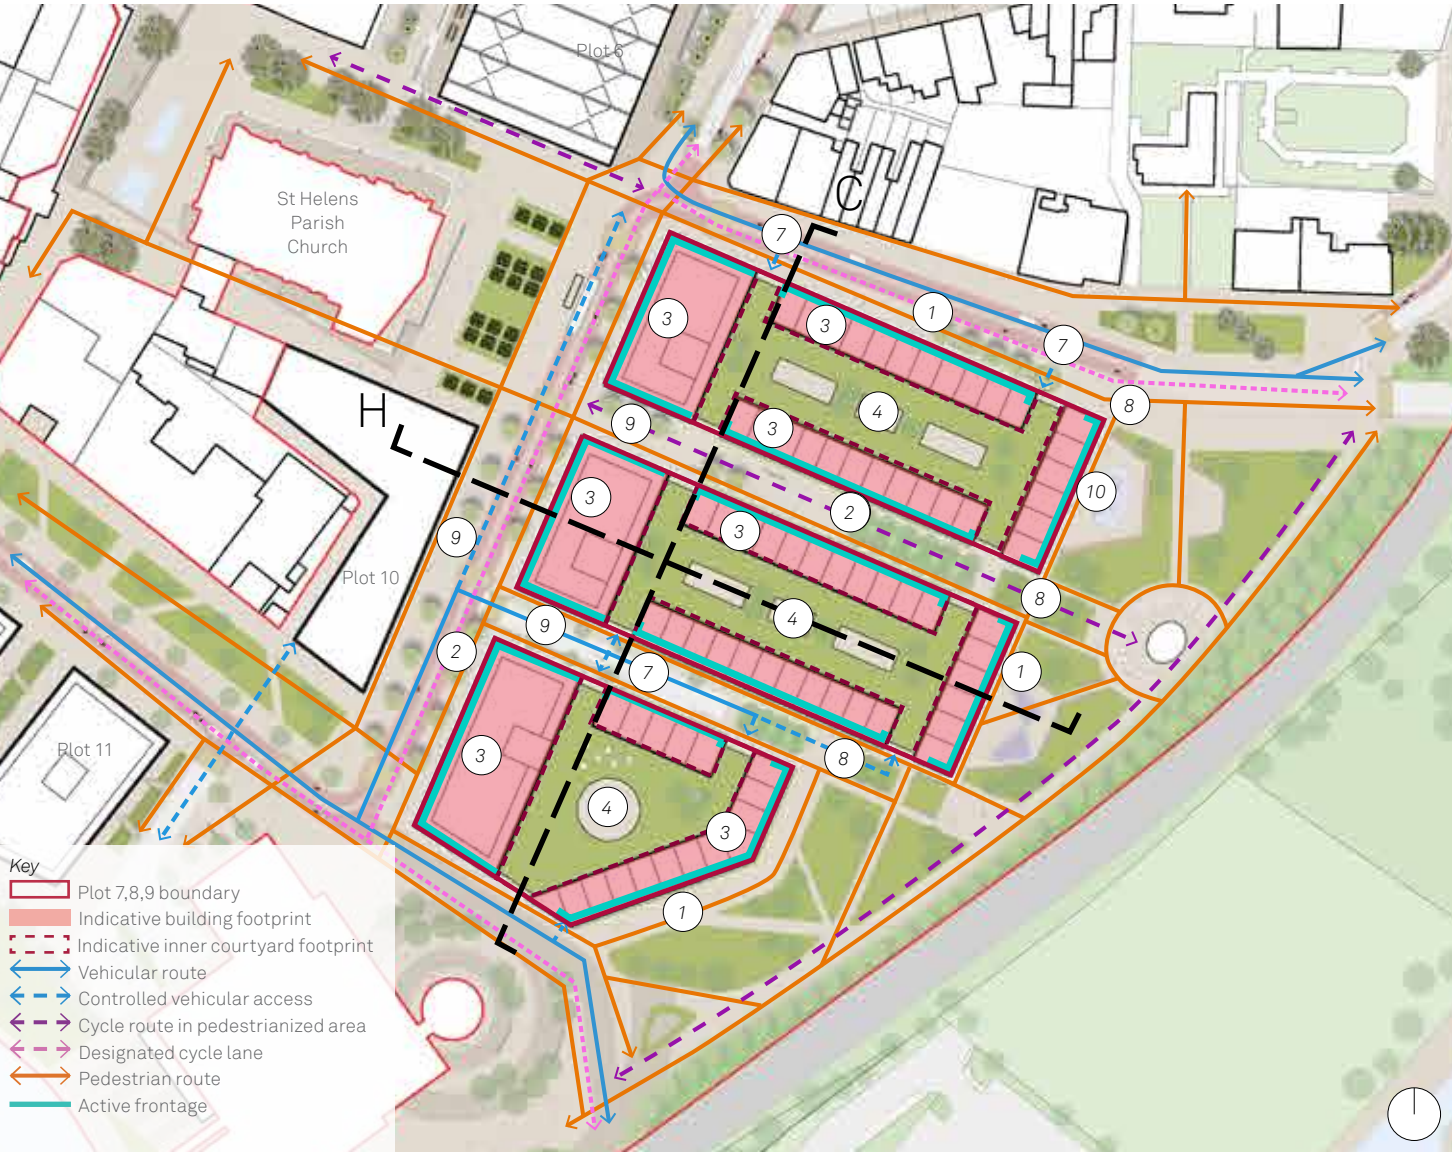 Plot 6
St Helens
Parish
Church
C
7
3
3
1
7
4
8
H
9
3
10
3
3
2
9
8
4
Plot 10
9
2
7
1
Plot 11
3
8
4
3
1
Key
Plot 7,8,9 boundary
Indicative building footprint
Indicative inner courtyard footprint
Vehicular route
Controlled vehicular access
Cycle route in pedestrianized area
Designated cycle lane
Pedestrian route
Active frontage